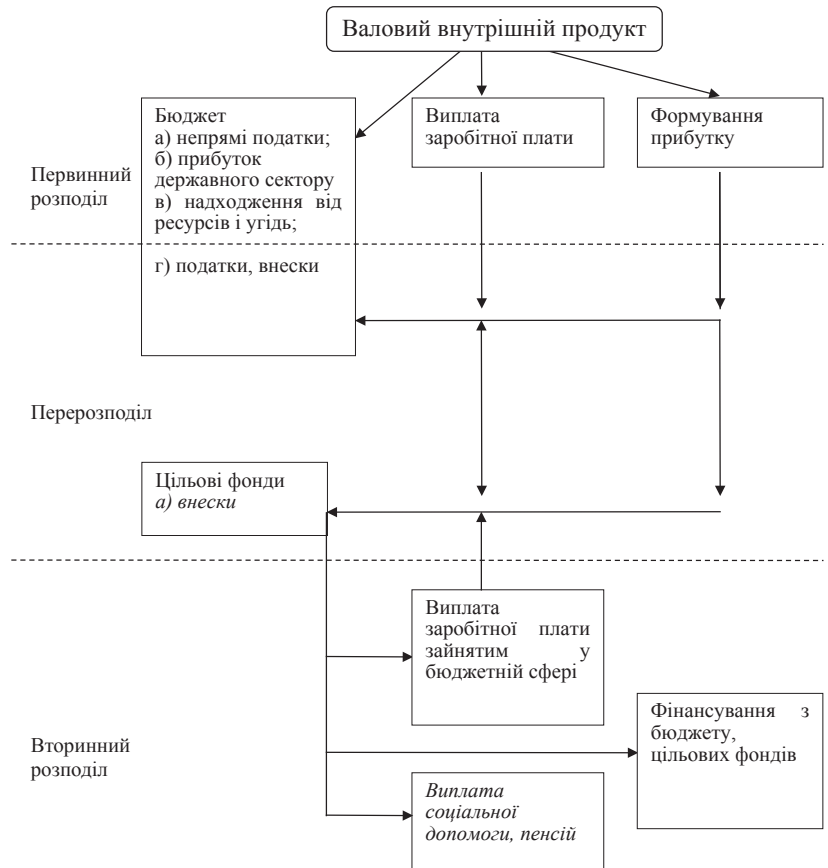 Валовий внутрішній продукт
Бюджет
а) непрямі податки;
б) прибуток
державного сектору
в) надходження від
ресурсів і угідь;
Виплата
заробітної плати
Формування
прибутку
Первинний
розподіл
г) податки, внески
Перерозподіл
Цільові фонди
а) внески
Виплата
заробітної плати
зайнятим у
бюджетній сфері
Фінансування з
бюджету,
цільових фондів
Вторинний
розподіл
Виплата
соціальної
допомоги, пенсій